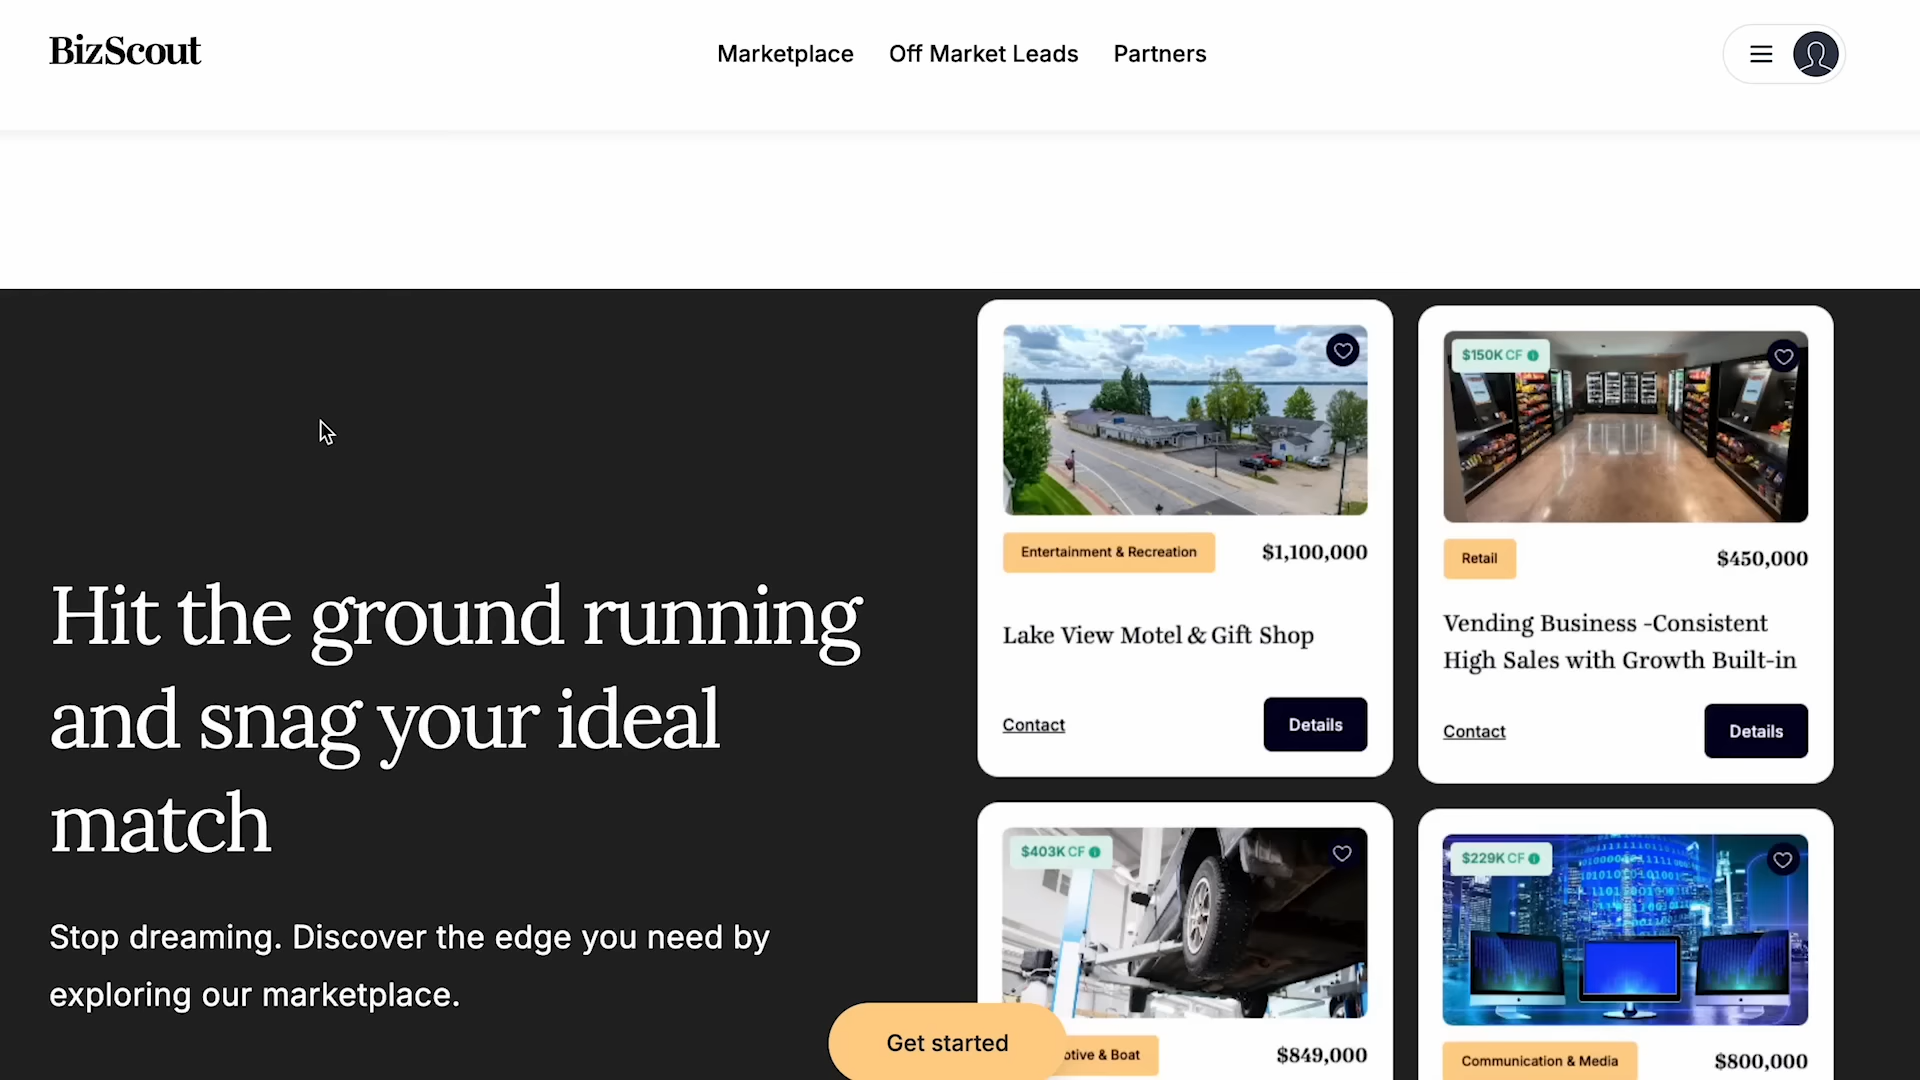 BizScout
Marketplace
Off Market Leads
Partners
Hit the ground running
and snag your ideal
match
Stop dreaming. Discover the edge you need by
exploring our marketplace.
Get started
Entertainment & Recreation
$1,100,000
Lake View Motel & Gift Shop
Contact
Details
$150K CF
Retail
$450,000
Vending Business -Consistent
High Sales with Growth Built-in
Contact
Details
$403K CF
otive & Boat
$849,000
$229K CF
Communication & Media
$800,000